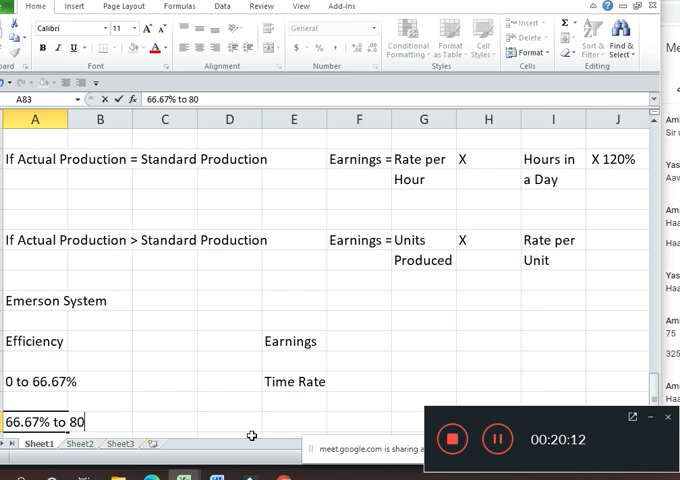 Home Insert Page Layout Formulas Data Review View Add-Ins
Calibri 11 A A General Insert Σ
Delete
B I U A $ % , Conditional Formatting Format as Table Cell Styles Format Sort & Filter Find & Select
Font Alignment Number Styles Cells Editing
A83 fx 66.67% to 80
A B C D E F G H I J
If Actual Production = Standard Production Earnings = Rate per X Hours in X 120%
Hour a Day
If Actual Production > Standard Production Earnings = Units X Rate per
Produced Unit
Emerson System
Efficiency Earnings
0 to 66.67% Time Rate
66.67% to 80
Sheet1 Sheet2 Sheet3
meet.google.com is sharing a
00:20:12
Sir
75
325